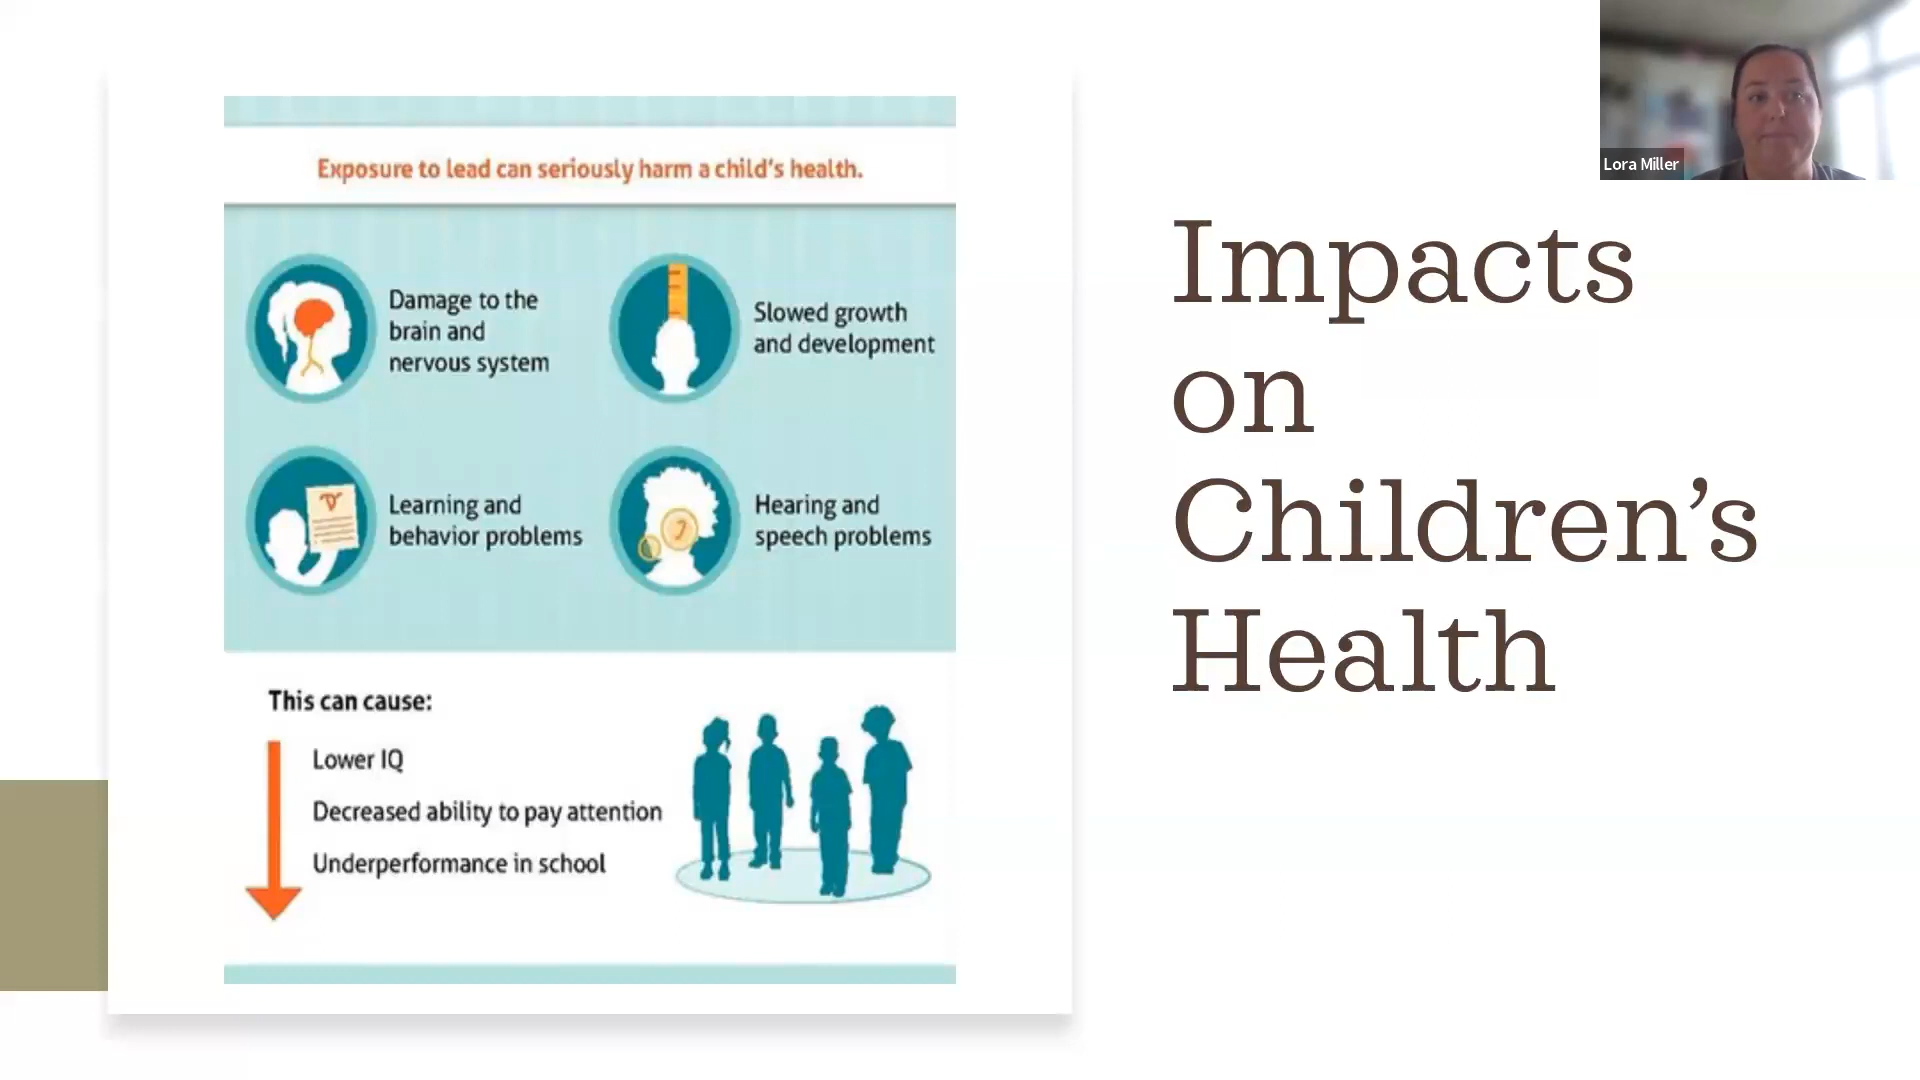 Exposure to lead can seriously harm a child's health.
Damage to the
brain and
nervous system
Slowed growth
and development
Learning and
behavior problems
Hearing and
speech problems
This can cause:
Lower IQ
Decreased ability to pay attention
Underperformance in school
Impacts
on
Children’s
Health
Lora Miller